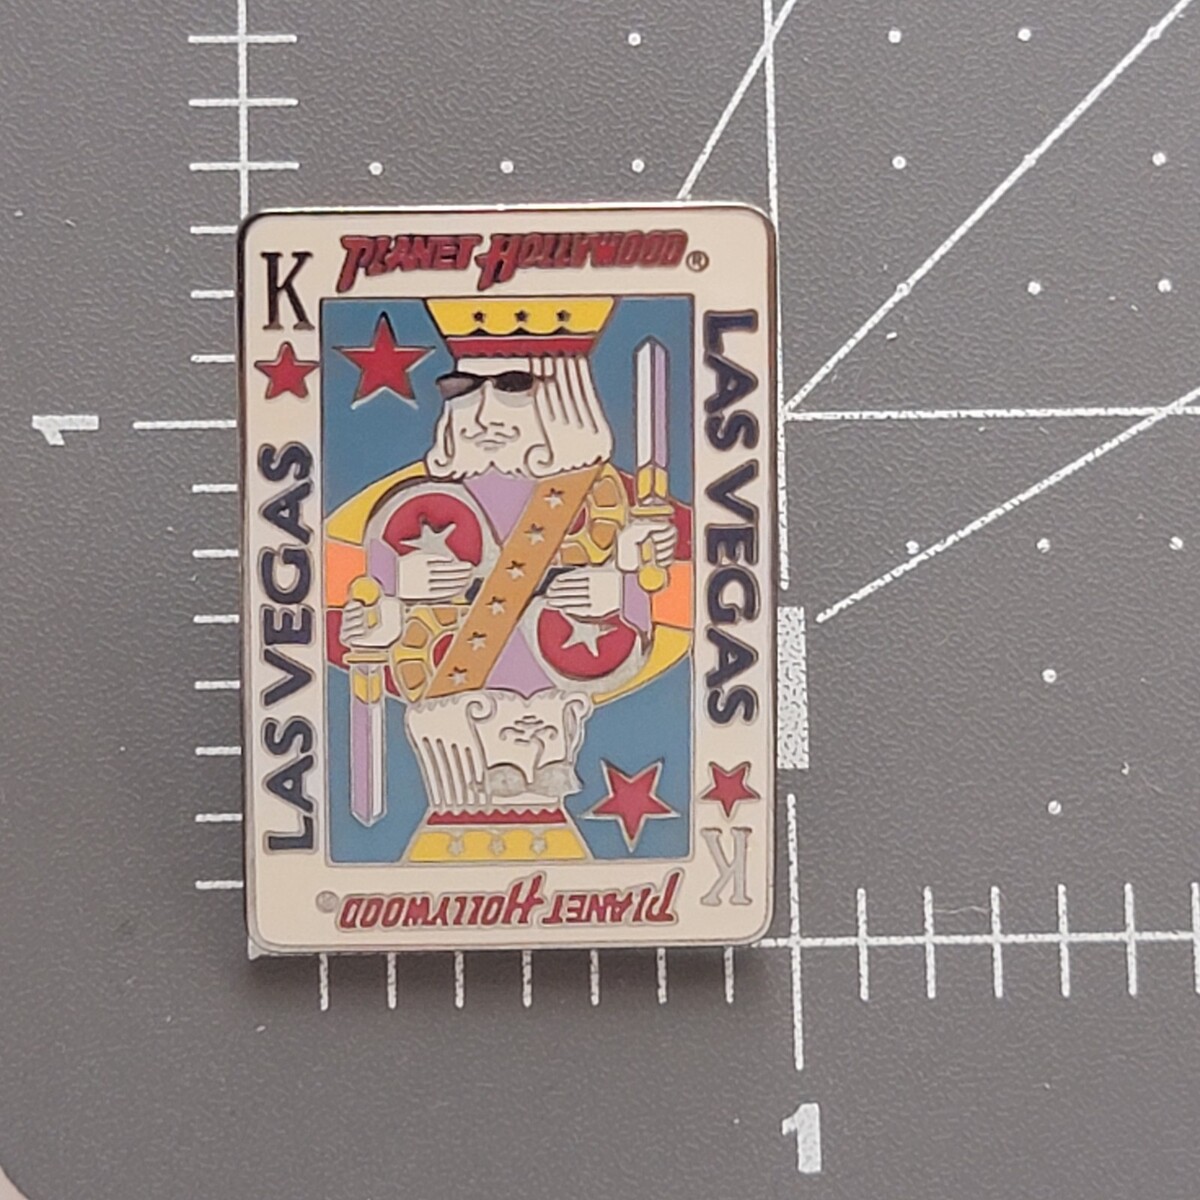 K
PLANET HOLLYWOOD®
LAS VEGAS
LAS VEGAS
K
PLANET HOLLYWOOD®
1
1